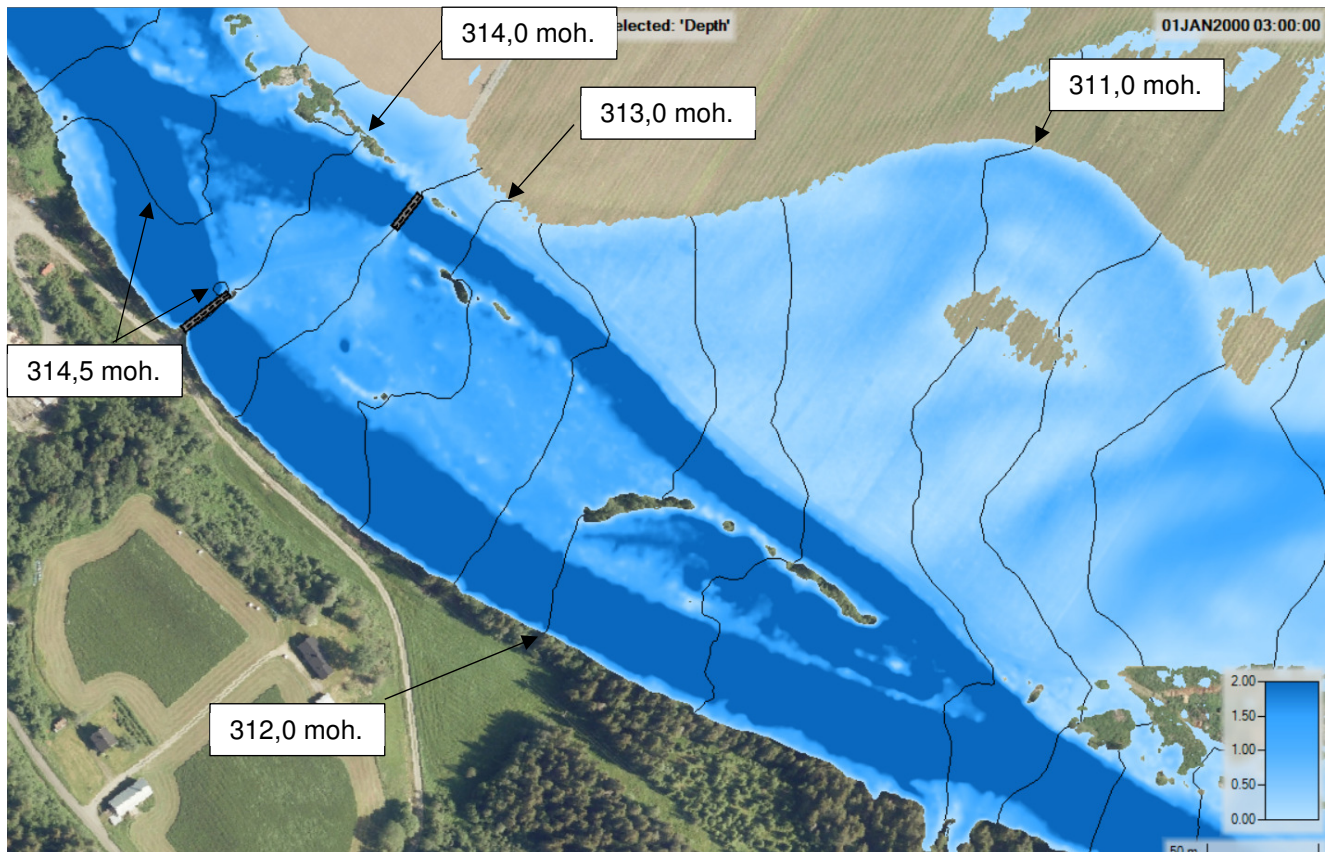 314,0 moh.
elected: 'Depth'
01JAN2000 03:00:00
311,0 moh.
313,0 moh.
314,5 moh.
312,0 moh.
2.00
1.50
1.00
0.50
0.00
50 m